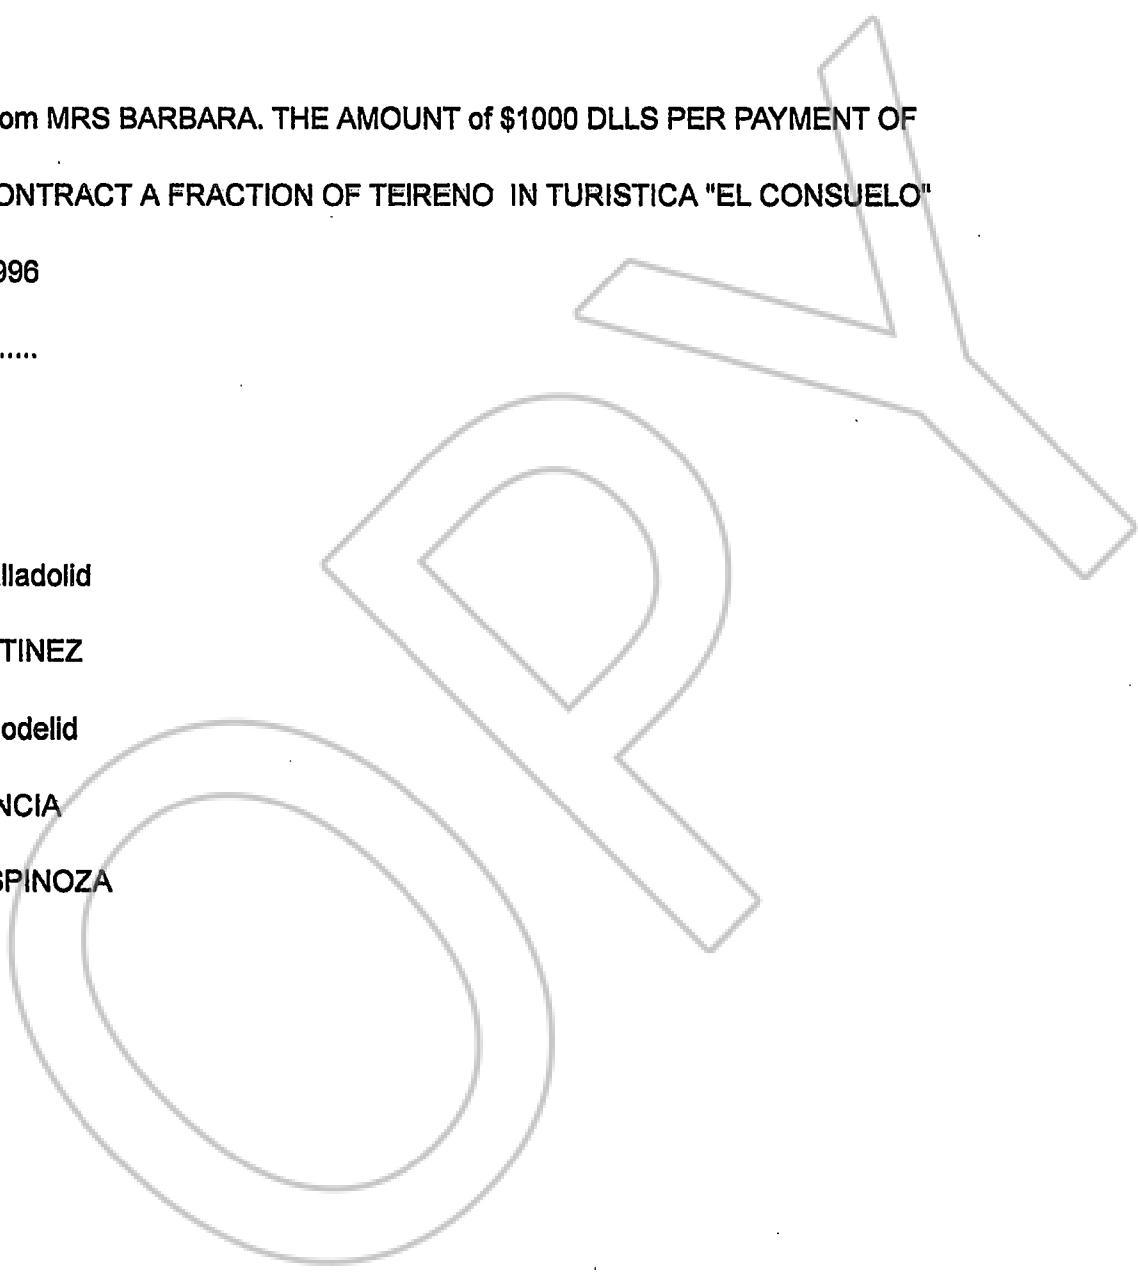 om MRS BARBARA. THE AMOUNT of $1000 DLLS PER PAYMENT OF
ONTRACT A FRACTION OF TEIRENO IN TURISTICA "EL CONSUELO"
996
.....
lladolid
TINEZ
odelid
NCIA
SPINOZA
OPY